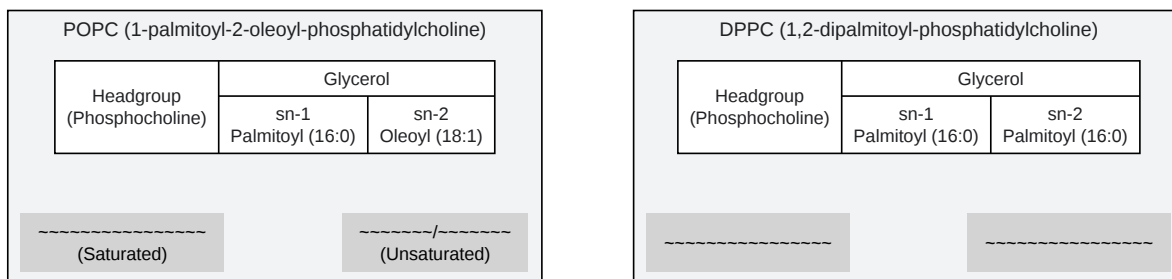 POPC (1-palmitoyl-2-oleoyl-phosphatidylcholine)
Headgroup
(Phosphocholine)
Glycerol
sn-1
Palmitoyl (16:0)
sn-2
Oleoyl (18:1)
~~~~~~~~~~~~~~~~
(Saturated)
~~~~~~~/~~~~~~~
(Unsaturated)
DPPC (1,2-dipalmitoyl-phosphatidylcholine)
Headgroup
(Phosphocholine)
Glycerol
sn-1
Palmitoyl (16:0)
sn-2
Palmitoyl (16:0)
~~~~~~~~~~~~~~~~
~~~~~~~~~~~~~~~~